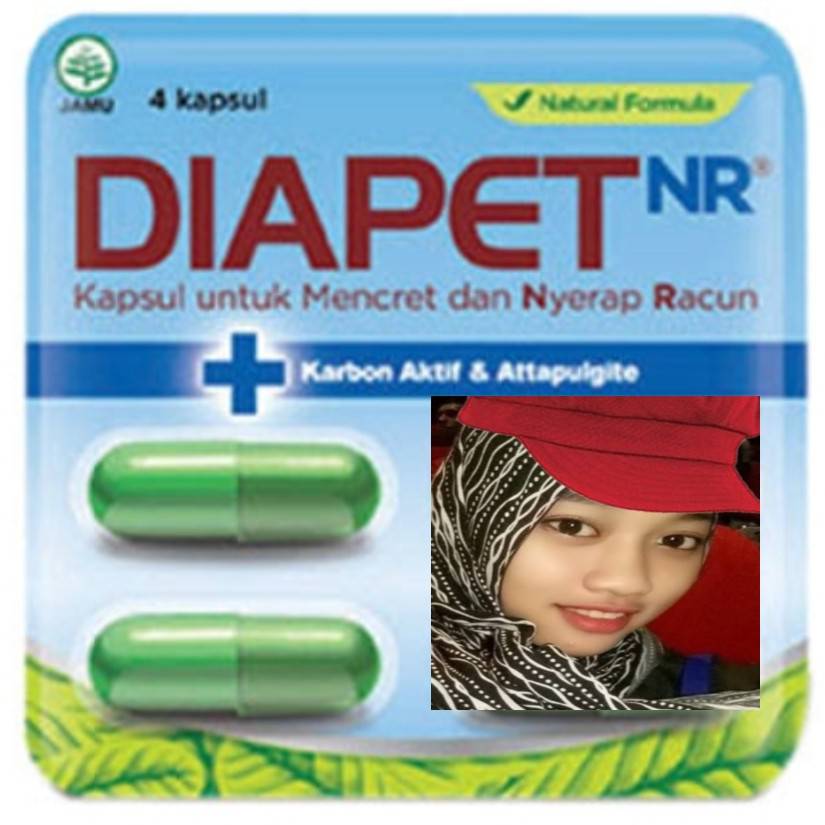 JAMU
4 kapsul
✓ Natural Formula
DIAPET NR®
Kapsul untuk Mencret dan Nyerap Racun
Karbon Aktif & Attapulgite